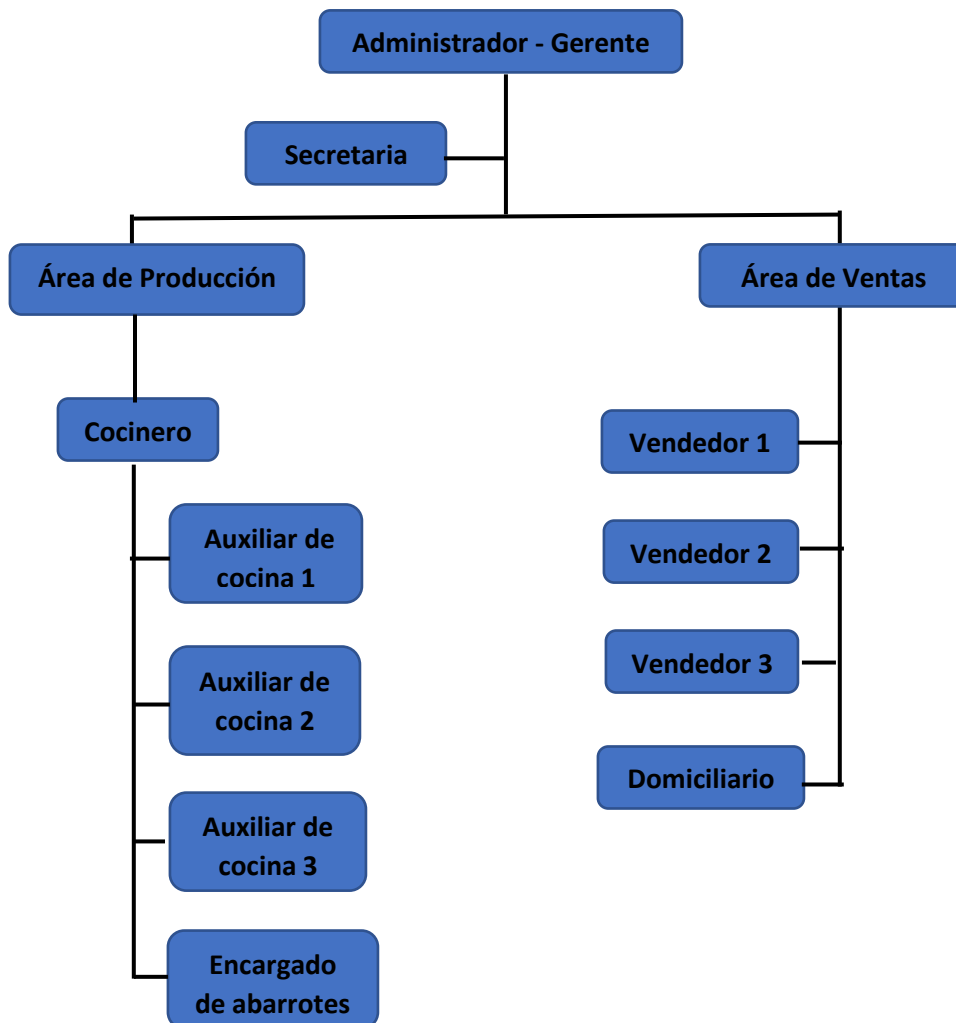 Administrador - Gerente
Secretaria
Área de Producción
Área de Ventas
Cocinero
Vendedor 1
Auxiliar de
cocina 1
Vendedor 2
Vendedor 3
Auxiliar de
cocina 2
Domiciliario
Auxiliar de
cocina 3
Encargado
de abarrotes